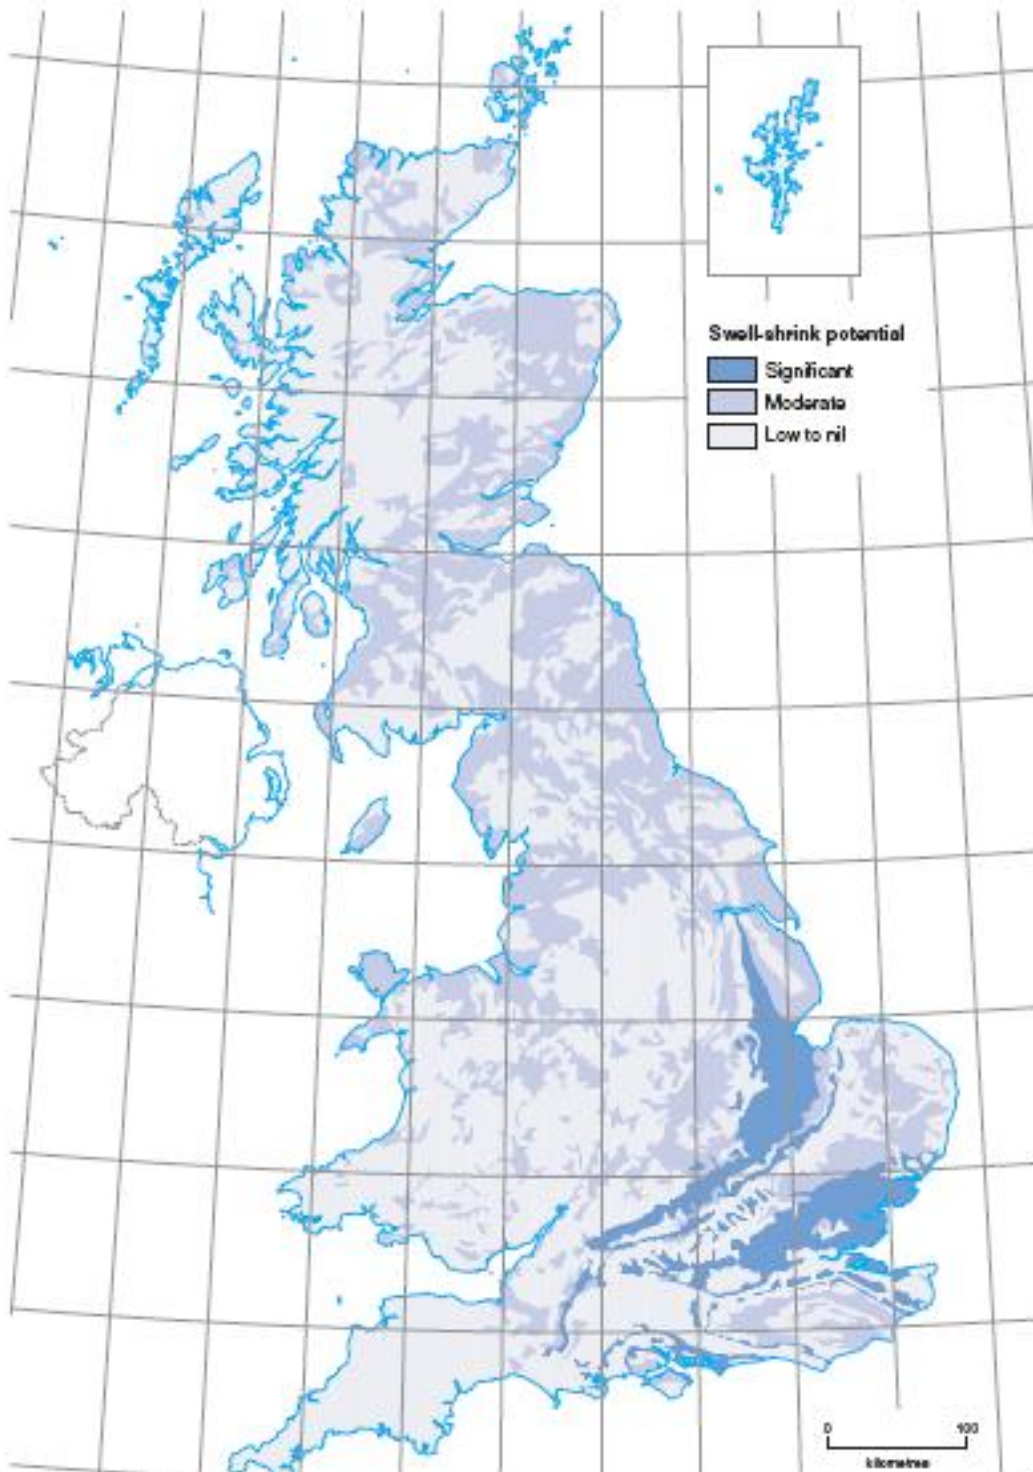 Swell-shrink potential
Significant
Moderate
Low to nil
0 100
kilometres